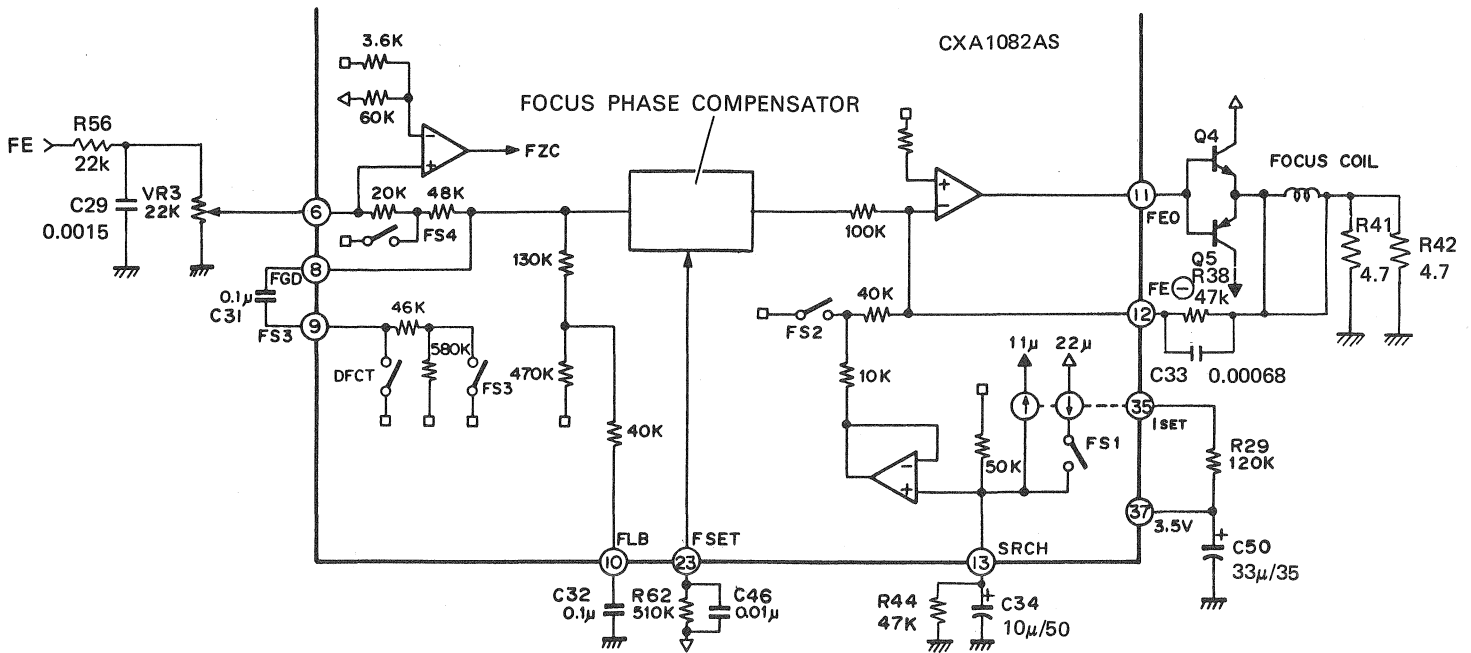 CXA1082AS
3.6K
60K
FOCUS PHASE COMPENSATOR
FE
R56
22k
C29
0.0015
VR3
22K
FZC
6
20K
48K
FS4
8
FGD
0.1μ
C31
9
FS3
46K
580K
DFCT
FS3
130K
470K
40K
100K
FS2
40K
10K
50K
11μ
22μ
FS1
11
FEO
Q4
Q5
FOCUS COIL
R41
4.7
R42
4.7
12
FE−
R38
47k
C33
0.00068
35
ISET
R29
120K
37
3.5V
C50
33μ/35
FLB
10
C32
0.1μ
FSET
23
R62
510K
C46
0.01μ
SRCH
13
R44
47K
C34
10μ/50